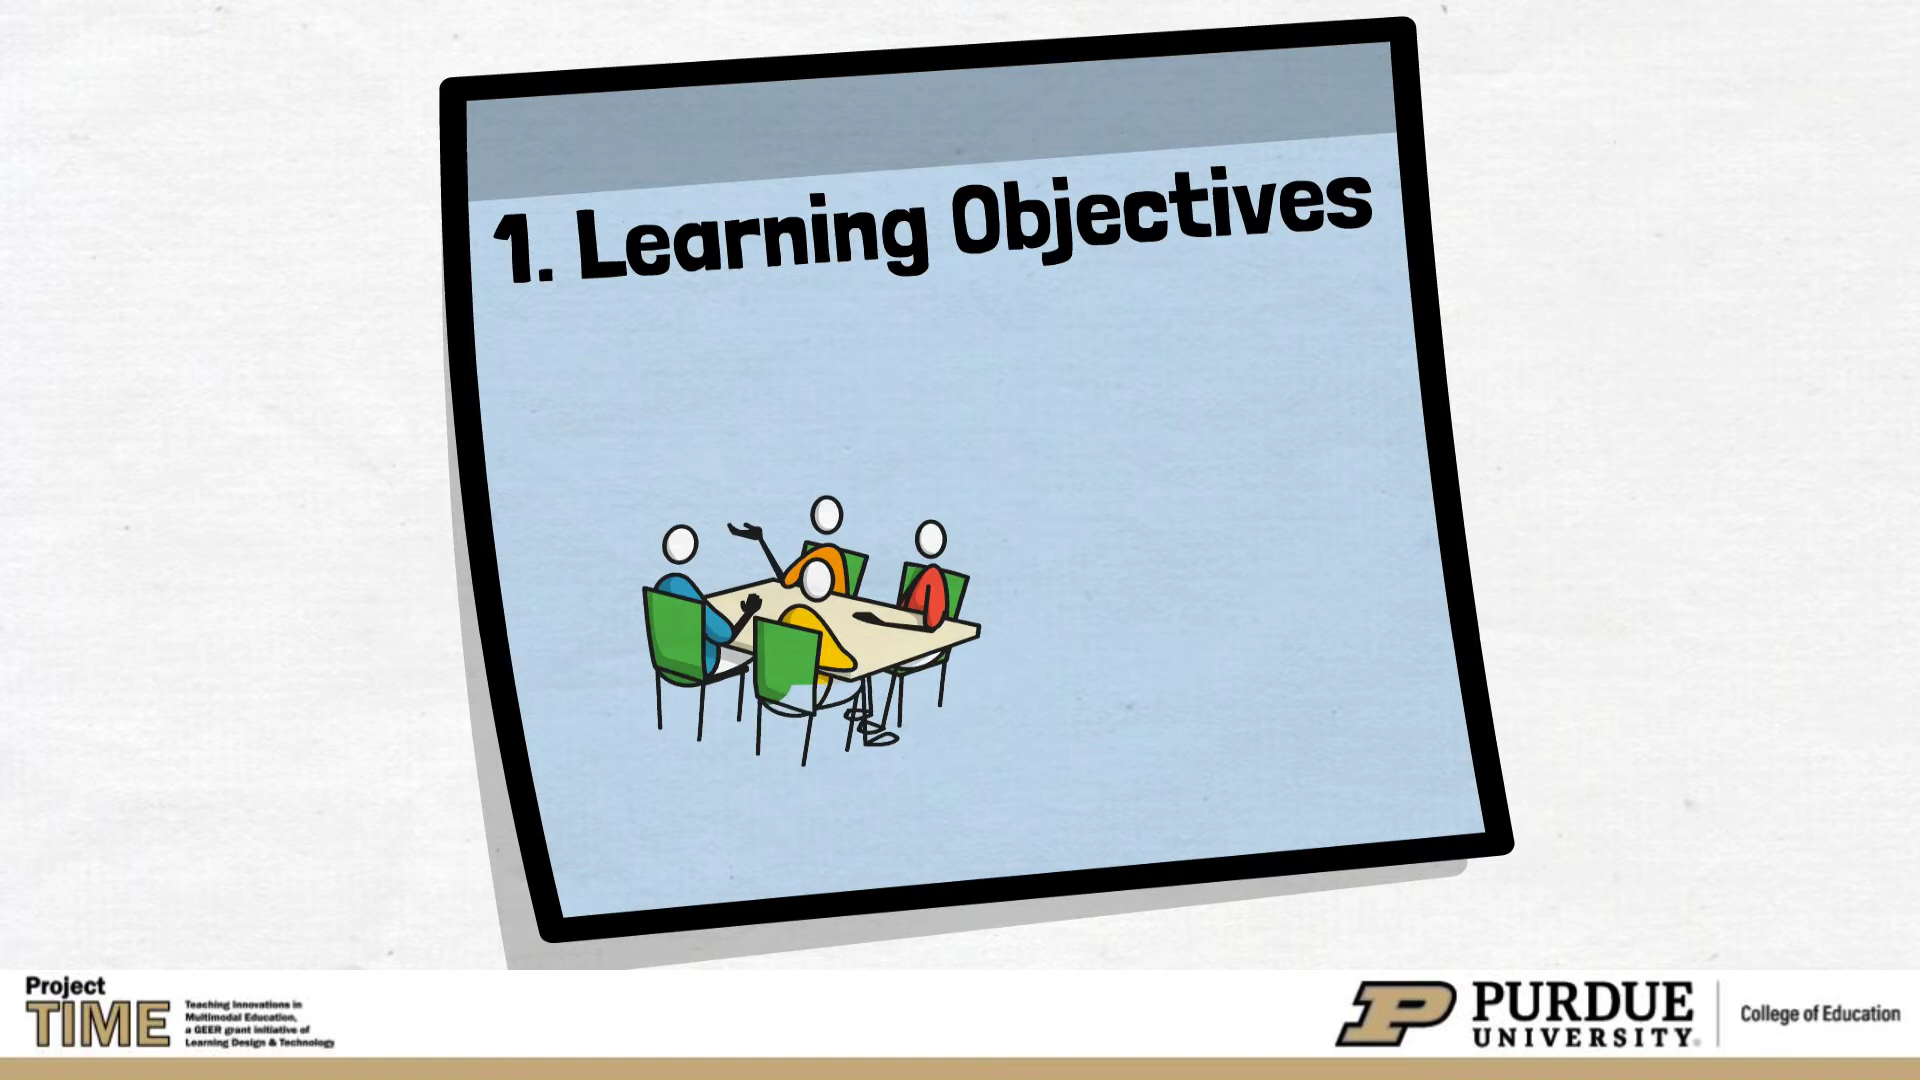 1. Learning Objectives
Project
TIME
Teaching Innovations in
Multimodal Education,
a GEER grant initiative of
Learning Design & Technology
PURDUE
UNIVERSITY®
College of Education